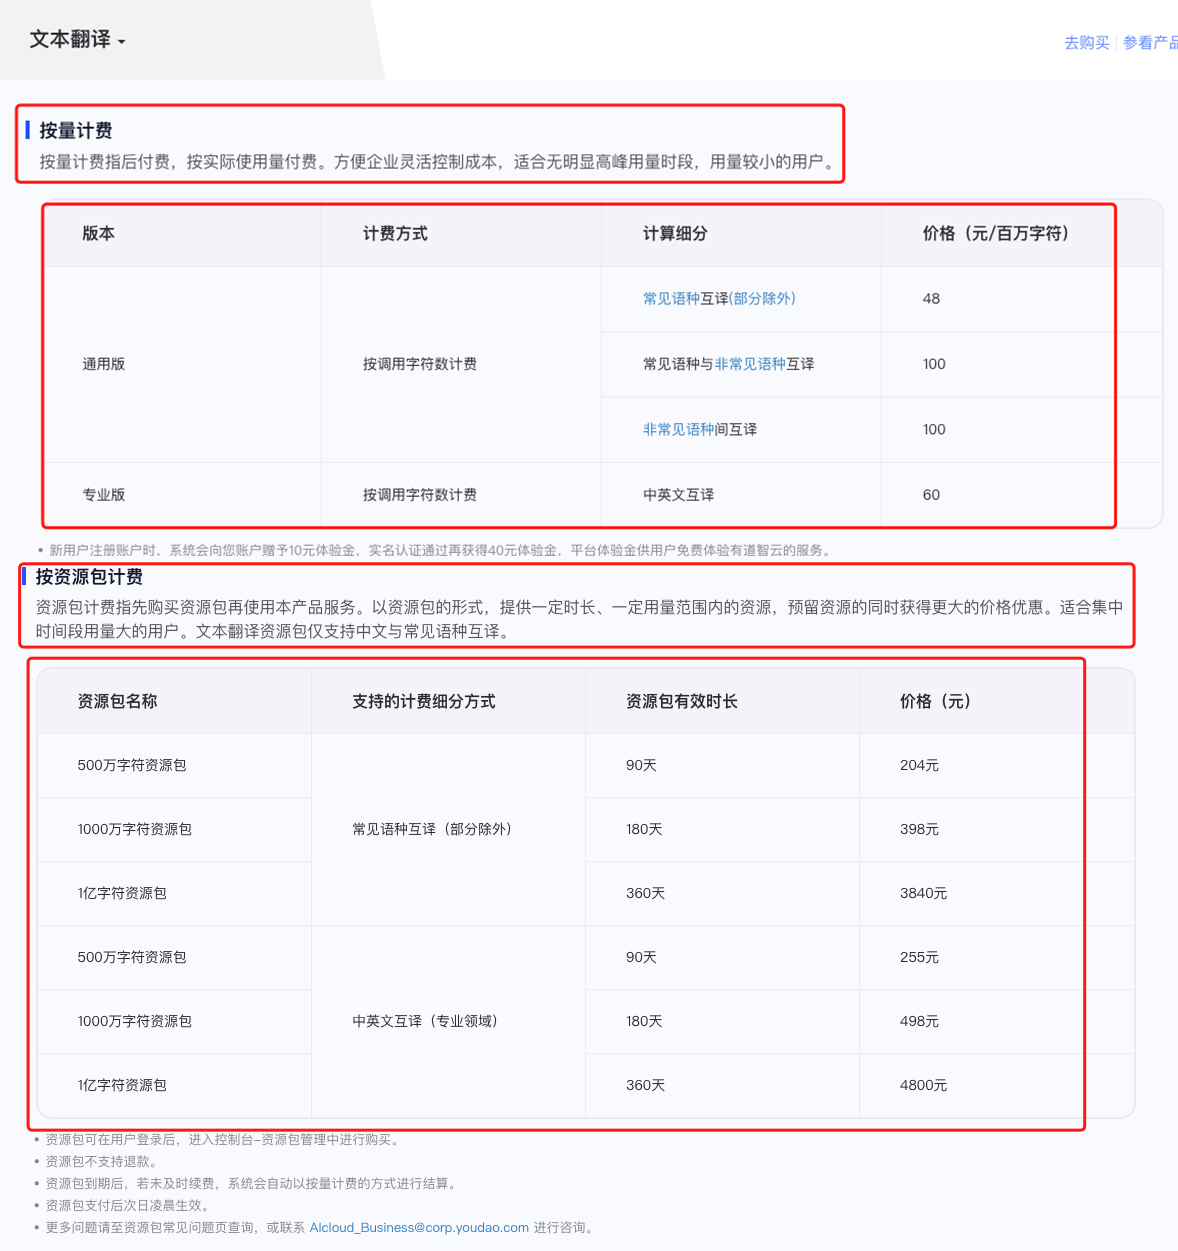 文本翻译
去购买 参看产品
按量计费
按量计费指后付费，按实际使用量付费。方便企业灵活控制成本，适合无明显高峰用量时段，用量较小的用户。
版本 计费方式 计算细分 价格（元/百万字符）
常见语种互译(部分除外) 48
通用版 按调用字符数计费 常见语种与非常见语种互译 100
非常见语种间互译 100
专业版 按调用字符数计费 中英文互译 60
• 新用户注册账户时，系统会向您账户赠予10元体验金，实名认证通过再获得40元体验金，平台体验金供用户免费体验有道智云的服务。
按资源包计费
资源包计费指先购买资源包再使用本产品服务。以资源包的形式，提供一定时长、一定用量范围内的资源，预留资源的同时获得更大的价格优惠。适合集中
时间段用量大的用户。文本翻译资源包仅支持中文与常见语种互译。
资源包名称 支持的计费细分方式 资源包有效时长 价格（元）
500万字符资源包 90天 204元
1000万字符资源包 常见语种互译（部分除外） 180天 398元
1亿字符资源包 360天 3840元
500万字符资源包 90天 255元
1000万字符资源包 中英文互译（专业领域） 180天 498元
1亿字符资源包 360天 4800元
• 资源包可在用户登录后，进入控制台–资源包管理中进行购买。
• 资源包不支持退款。
• 资源包到期后，若未及时续费，系统会自动以按量计费的方式进行结算。
• 资源包支付后次日凌晨生效。
• 更多问题请至资源包常见问题页查询，或联系 AIcloud_Business@corp.youdao.com 进行咨询。